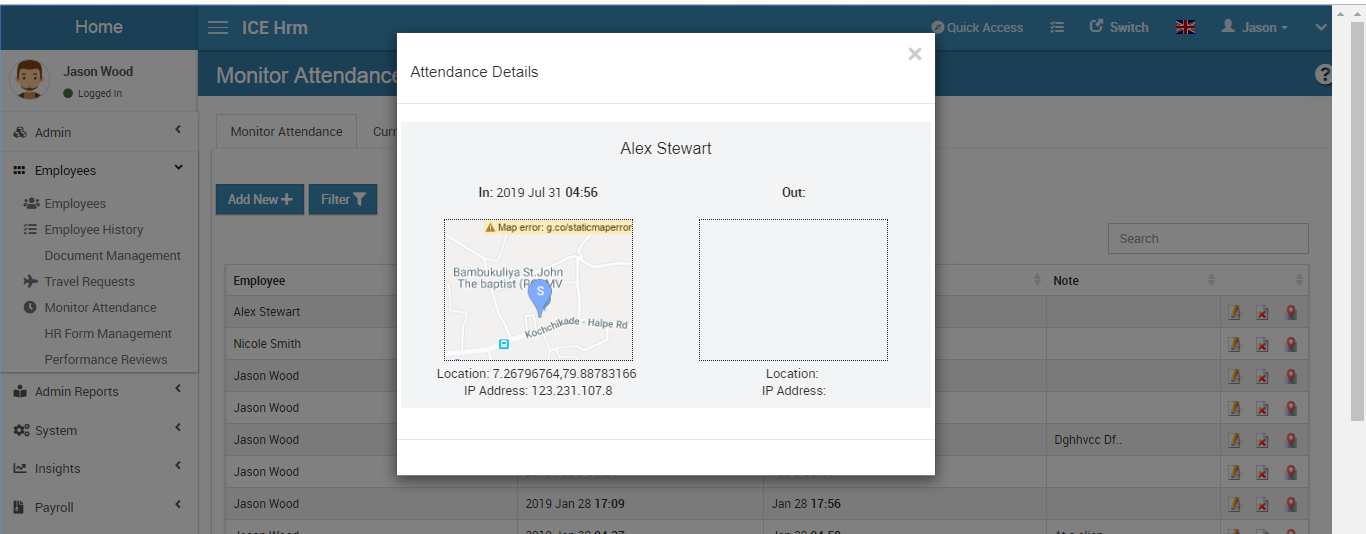 Home
ICE Hrm
Quick Access
Switch
Jason
Jason Wood
Logged In
Monitor Attendance
?
Admin
Employees
Employees
Employee History
Document Management
Travel Requests
Monitor Attendance
HR Form Management
Performance Reviews
Admin Reports
System
Insights
Payroll
Monitor Attendance
Curr
Add New
Filter
Search
Employee
Note
Alex Stewart
Nicole Smith
Jason Wood
Jason Wood
Jason Wood Dghhvcc Df..
Jason Wood
Jason Wood 2019 Jan 28 17:09 Jan 28 17:56
Jason Wood
Attendance Details
×
Alex Stewart
In: 2019 Jul 31 04:56
Map error: g.co/staticmaperror
Bambukuliya St.John
The baptist (R MV
S
Kochchikade - Halpe Rd
Location: 7.26796764,79.88783166
IP Address: 123.231.107.8
Out:
Location:
IP Address: